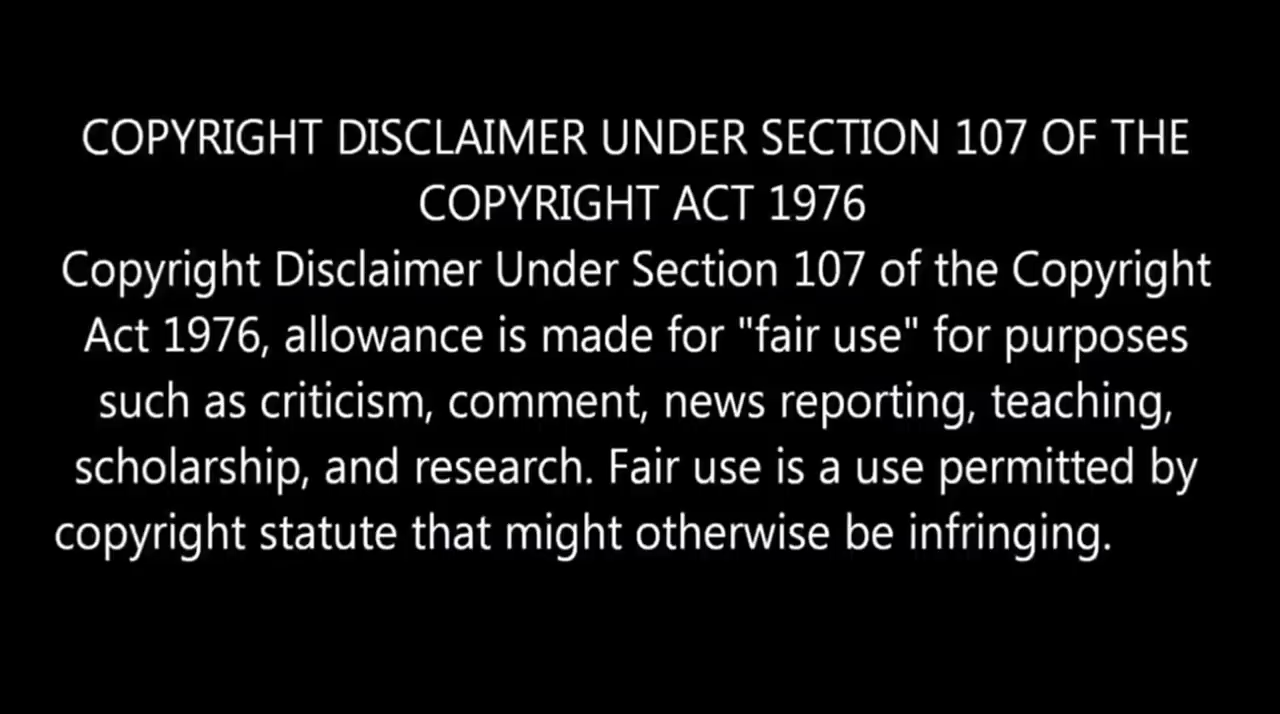 COPYRIGHT DISCLAIMER UNDER SECTION 107 OF THE
COPYRIGHT ACT 1976
Copyright Disclaimer Under Section 107 of the Copyright
Act 1976, allowance is made for "fair use" for purposes
such as criticism, comment, news reporting, teaching,
scholarship, and research. Fair use is a use permitted by
copyright statute that might otherwise be infringing.